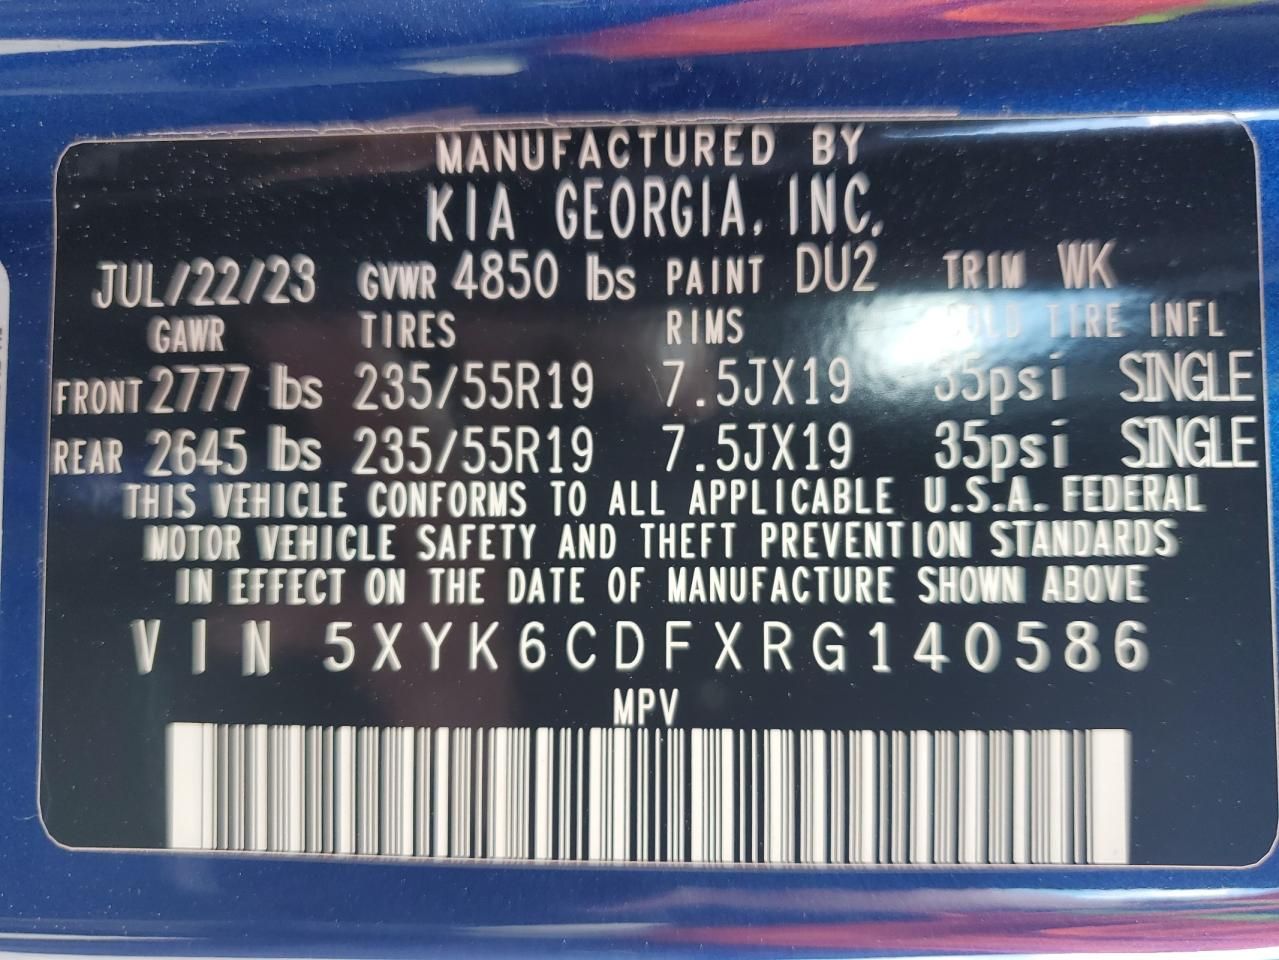 MANUFACTURED BY
KIA GEORGIA, INC.
JUL/22/23 GVWR 4850 lbs PAINT DU2 TRIM WK
GAWR TIRES RIMS COLD TIRE INFL
FRONT 2777 lbs 235/55R19 7.5JX19 35psi SINGLE
REAR 2645 lbs 235/55R19 7.5JX19 35psi SINGLE
THIS VEHICLE CONFORMS TO ALL APPLICABLE U.S.A. FEDERAL
MOTOR VEHICLE SAFETY AND THEFT PREVENTION STANDARDS
IN EFFECT ON THE DATE OF MANUFACTURE SHOWN ABOVE
VIN 5XYK6CDFXRG140586
MPV